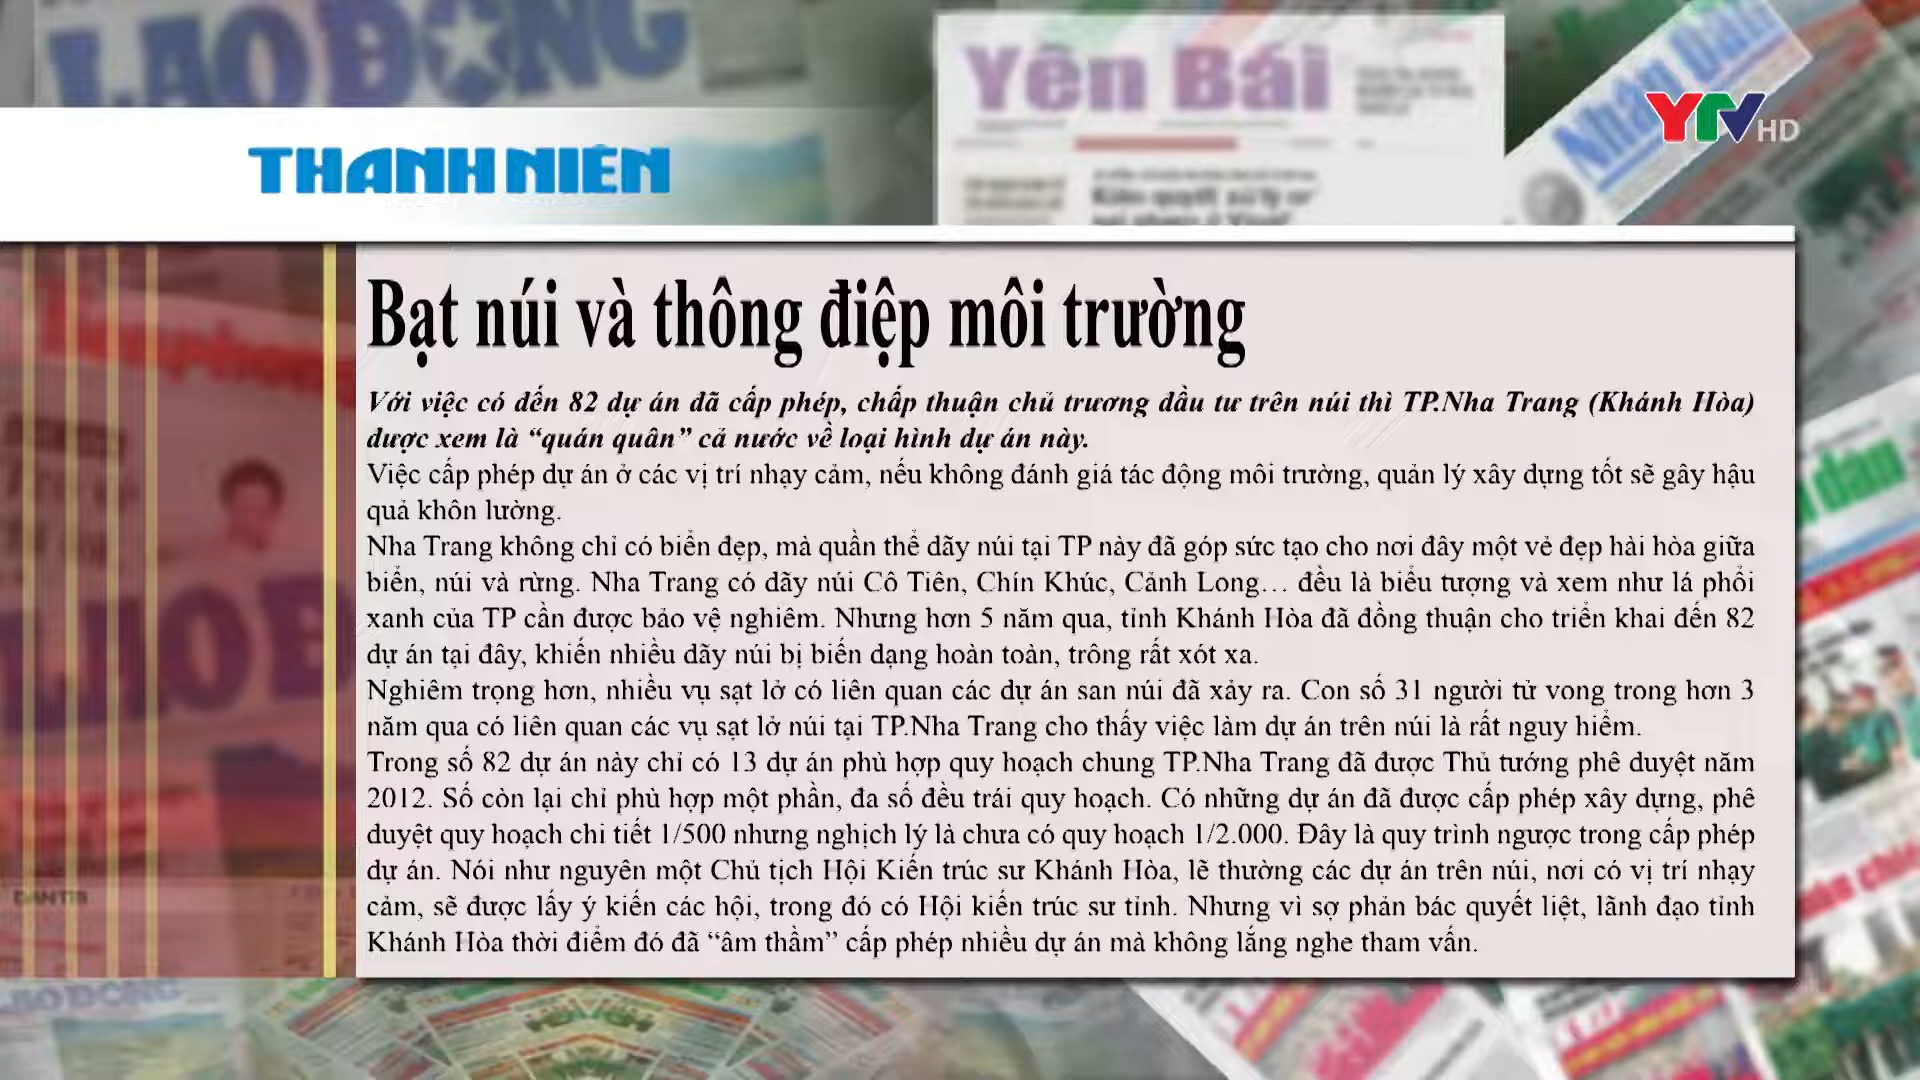 LAO ĐỘNG
Yên Bái
Nhân Dân
YTV HD
THANH NIÊN
Kiên quyết xử lý
Bạt núi và thông điệp môi trường
Với việc có đến 82 dự án đã cấp phép, chấp thuận chủ trương đầu tư trên núi thì TP.Nha Trang (Khánh Hòa)
được xem là “quán quân” cả nước về loại hình dự án này.
Việc cấp phép dự án ở các vị trí nhạy cảm, nếu không đánh giá tác động môi trường, quản lý xây dựng tốt sẽ gây hậu
quả khôn lường.
Nha Trang không chỉ có biển đẹp, mà quần thể dãy núi tại TP này đã góp sức tạo cho nơi đây một vẻ đẹp hài hòa giữa
biển, núi và rừng. Nha Trang có dãy núi Cô Tiên, Chín Khúc, Cảnh Long… đều là biểu tượng và xem như lá phổi
xanh của TP cần được bảo vệ nghiêm. Nhưng hơn 5 năm qua, tỉnh Khánh Hòa đã đồng thuận cho triển khai đến 82
dự án tại đây, khiến nhiều dãy núi bị biến dạng hoàn toàn, trông rất xót xa.
Nghiêm trọng hơn, nhiều vụ sạt lở có liên quan các dự án san núi đã xảy ra. Con số 31 người tử vong trong hơn 3
năm qua có liên quan các vụ sạt lở núi tại TP.Nha Trang cho thấy việc làm dự án trên núi là rất nguy hiểm.
Trong số 82 dự án này chỉ có 13 dự án phù hợp quy hoạch chung TP.Nha Trang đã được Thủ tướng phê duyệt năm
2012. Số còn lại chỉ phù hợp một phần, đa số đều trái quy hoạch. Có những dự án đã được cấp phép xây dựng, phê
duyệt quy hoạch chi tiết 1/500 nhưng nghịch lý là chưa có quy hoạch 1/2.000. Đây là quy trình ngược trong cấp phép
dự án. Nói như nguyên một Chủ tịch Hội Kiến trúc sư Khánh Hòa, lẽ thường các dự án trên núi, nơi có vị trí nhạy
cảm, sẽ được lấy ý kiến các hội, trong đó có Hội kiến trúc sư tỉnh. Nhưng vì sợ phản bác quyết liệt, lãnh đạo tỉnh
Khánh Hòa thời điểm đó đã “âm thầm” cấp phép nhiều dự án mà không lắng nghe tham vấn.
LAO ĐỘNG